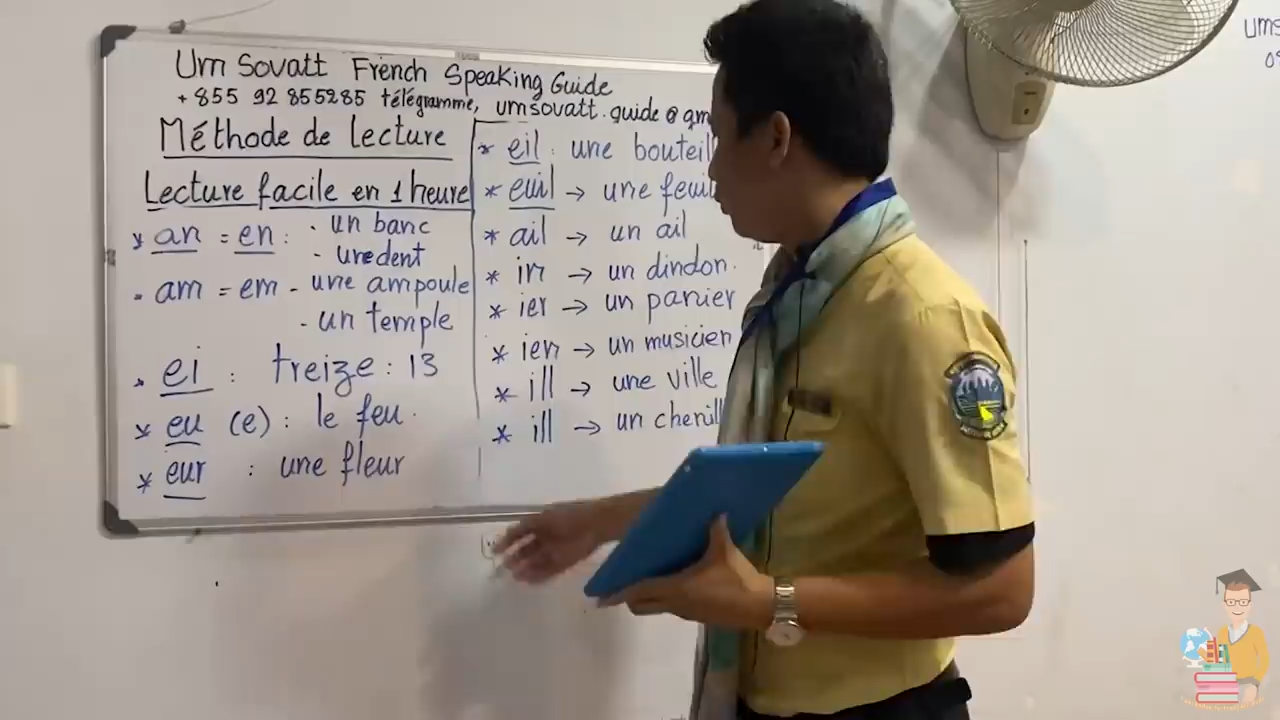 Um Sovatt French Speaking Guide
+855 92 855285 télégramme, umsovatt.guide@gm
Méthode de lecture
Lecture facile en 1 heure
* an = en : · un banc
- une dent
- am = em - une ampoule
- un temple
· ei : treize : 13
* eu (e) : le feu.
* eur : une fleur
* eil : une bouteill
* euil → une feuil
* ail → un ail
* in → un dindon.
* ier → un panier
* ien → un musicien
* ill → une ville
* ill → un chenill
ums